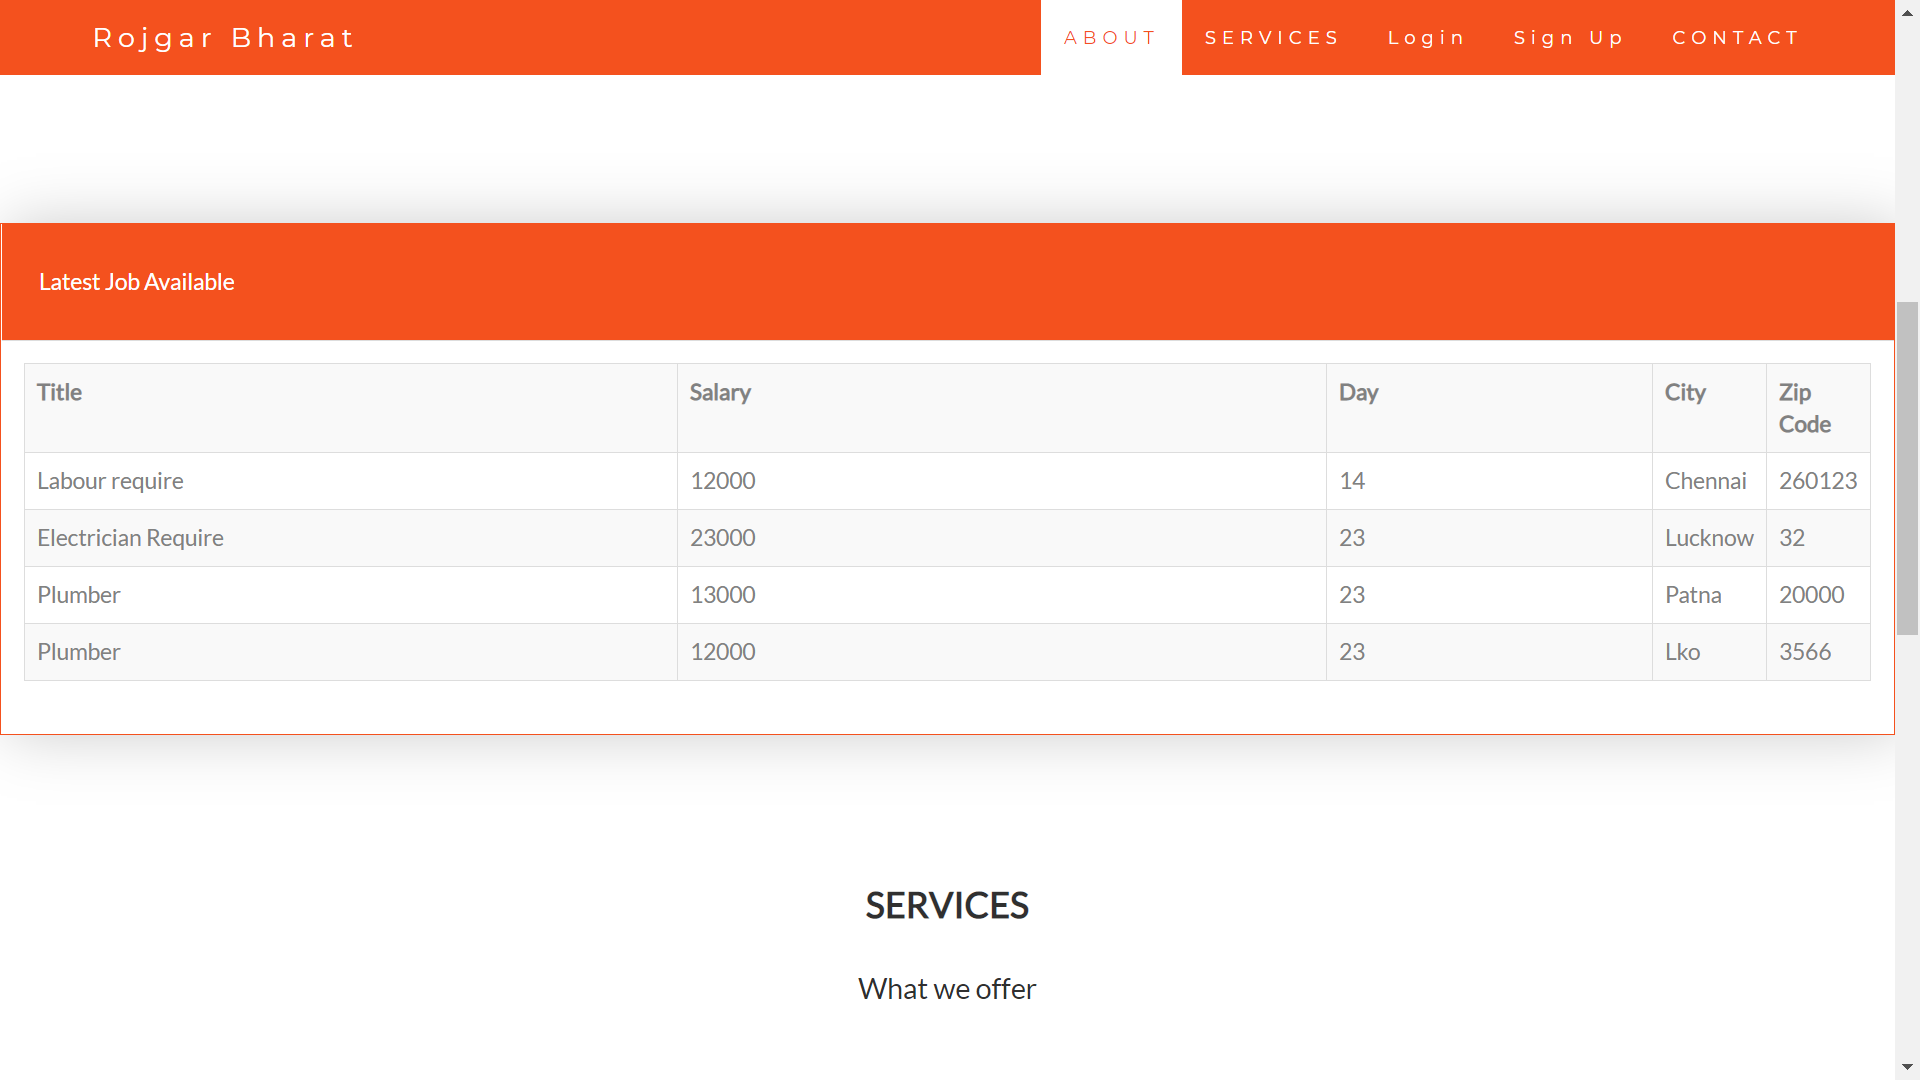 Rojgar Bharat ABOUT SERVICES Login Sign Up CONTACT
Latest Job Available
Title Salary Day City Zip Code
Labour require 12000 14 Chennai 260123
Electrician Require 23000 23 Lucknow 32
Plumber 13000 23 Patna 20000
Plumber 12000 23 Lko 3566
SERVICES
What we offer